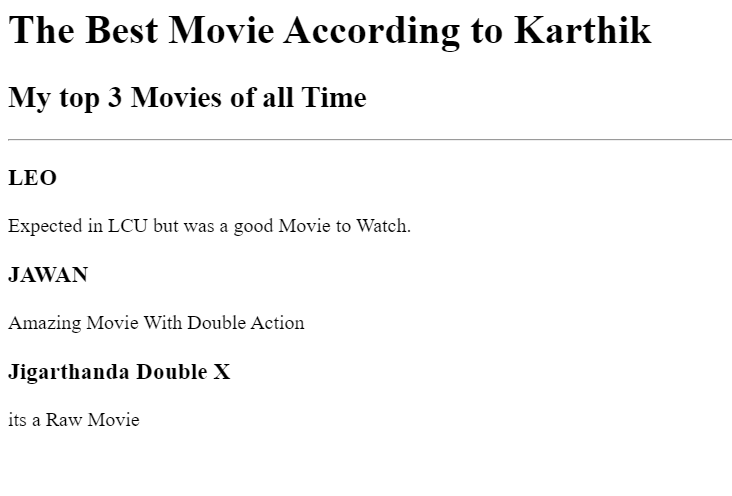 The Best Movie According to Karthik
My top 3 Movies of all Time
LEO
Expected in LCU but was a good Movie to Watch.
JAWAN
Amazing Movie With Double Action
Jigarthanda Double X
its a Raw Movie